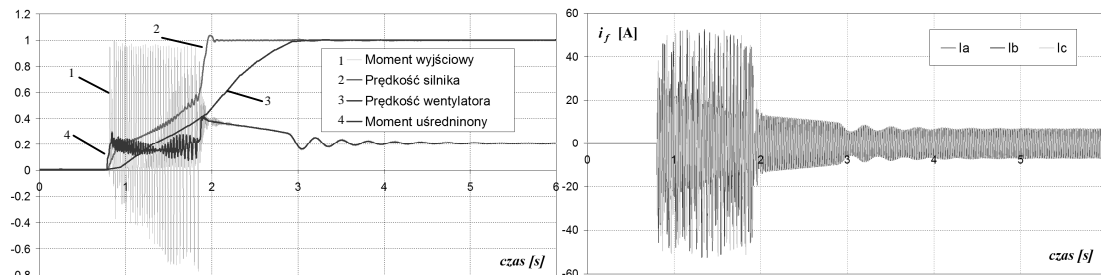 1.2
1
0.8
0.6
0.4
0.2
0
-0.2
-0.4
-0.6
-0.8
0 1 2 3 4 5 6
1
2
3
4
1 Moment wyjściowy
2 Prędkość silnika
3 Prędkość wentylatora
4 Moment uśredninony
czas [s]
60
40
20
0
-20
-40
-60
0 1 2 3 4 5
i_f [A]
Ia Ib Ic
czas [s]